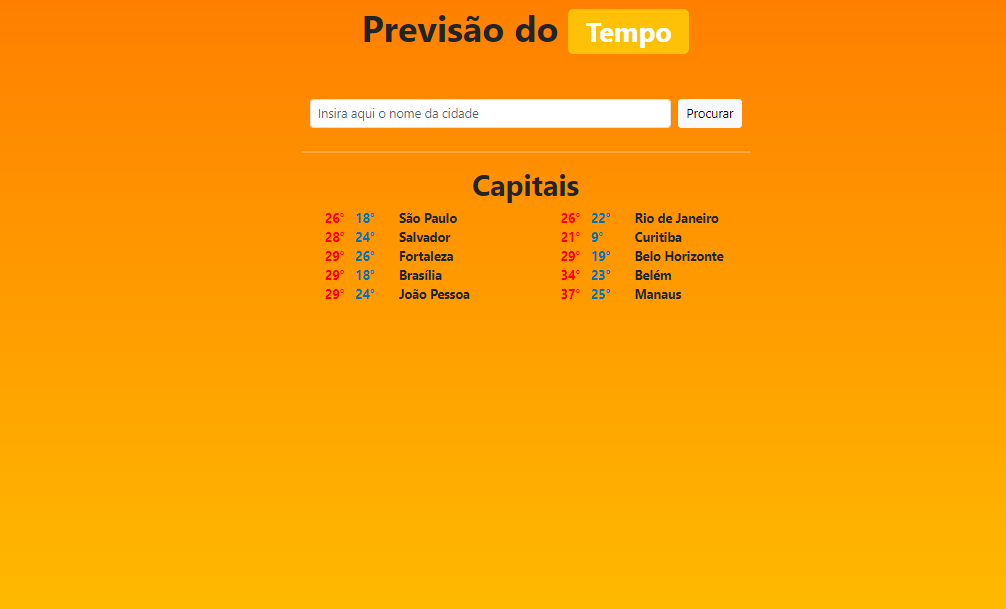 Previsão do Tempo
Insira aqui o nome da cidade Procurar
Capitais
26° 18° São Paulo 26° 22° Rio de Janeiro
28° 24° Salvador 21° 9° Curitiba
29° 26° Fortaleza 29° 19° Belo Horizonte
29° 18° Brasília 34° 23° Belém
29° 24° João Pessoa 37° 25° Manaus